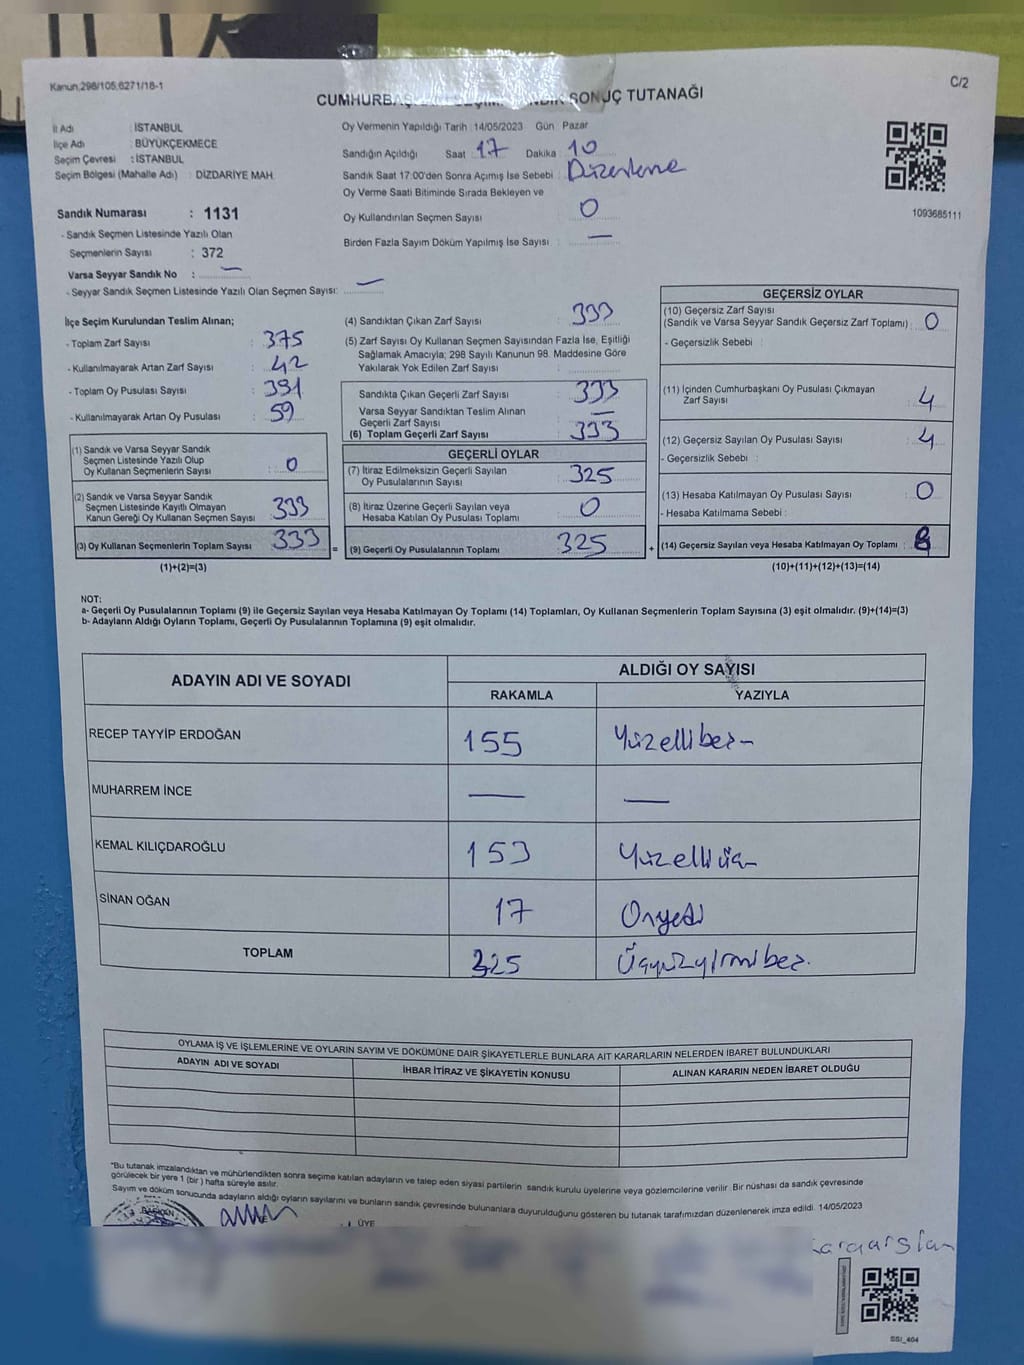 Kanun,298/105,6271/18-1
C/2
CUMHURBAŞ SONUÇ TUTANAĞI
İl Adı : İSTANBUL
İlçe Adı : BÜYÜKÇEKMECE
Seçim Çevresi : İSTANBUL
Seçim Bölgesi (Mahalle Adı) : DİZDARİYE MAH.
Sandık Numarası : 1131
- Sandık Seçmen Listesinde Yazılı Olan
Seçmenlerin Sayısı : 372
Varsa Seyyar Sandık No : —
- Seyyar Sandık Seçmen Listesinde Yazılı Olan Seçmen Sayısı: —
Oy Vermenin Yapıldığı Tarih : 14/05/2023 Gün : Pazar
Sandığın Açıldığı Saat : 17 Dakika : 10
Sandık Saat 17:00'den Sonra Açımış İse Sebebi : Düzenleme
Oy Verme Saati Bitiminde Sırada Bekleyen ve
Oy Kullandırılan Seçmen Sayısı : 0
Birden Fazla Sayım Döküm Yapılmış İse Sayısı : —
1093685111
İlçe Seçim Kurulundan Teslim Alınan;
- Toplam Zarf Sayısı : 375
- Kullanılmayarak Artan Zarf Sayısı : 42
- Toplam Oy Pusulası Sayısı : 391
- Kullanılmayarak Artan Oy Pusulası : 59
(1) Sandık ve Varsa Seyyar Sandık
Seçmen Listesinde Yazılı Olup
Oy Kullanan Seçmenlerin Sayısı : 0
(2) Sandık ve Varsa Seyyar Sandık
Seçmen Listesinde Kayıtlı Olmayan
Kanun Gereği Oy Kullanan Seçmen Sayısı : 333
(3) Oy Kullanan Seçmenlerin Toplam Sayısı : 333
(1)+(2)=(3)
(4) Sandıktan Çıkan Zarf Sayısı : 333
(5) Zarf Sayısı Oy Kullanan Seçmen Sayısından Fazla İse, Eşitliği
Sağlamak Amacıyla; 298 Sayılı Kanunun 98. Maddesine Göre
Yakılarak Yok Edilen Zarf Sayısı :
Sandıkta Çıkan Geçerli Zarf Sayısı : 333
Varsa Seyyar Sandıktan Teslim Alınan
Geçerli Zarf Sayısı : —
(6) Toplam Geçerli Zarf Sayısı : 333
GEÇERLİ OYLAR
(7) İtiraz Edilmeksizin Geçerli Sayılan
Oy Pusulalarının Sayısı : 325
(8) İtiraz Üzerine Geçerli Sayılan veya
Hesaba Katılan Oy Pusulası Toplamı : 0
= (9) Geçerli Oy Pusulalarının Toplamı : 325 +
GEÇERSİZ OYLAR
(10) Geçersiz Zarf Sayısı
(Sandık ve Varsa Seyyar Sandık Geçersiz Zarf Toplamı) : 0
- Geçersizlik Sebebi :
(11) İçinden Cumhurbaşkanı Oy Pusulası Çıkmayan
Zarf Sayısı : 4
(12) Geçersiz Sayılan Oy Pusulası Sayısı : 4
- Geçersizlik Sebebi :
(13) Hesaba Katılmayan Oy Pusulası Sayısı : 0
- Hesaba Katılmama Sebebi :
(14) Geçersiz Sayılan veya Hesaba Katılmayan Oy Toplamı : 8
(10)+(11)+(12)+(13)=(14)
NOT:
a- Geçerli Oy Pusulalarının Toplamı (9) ile Geçersiz Sayılan veya Hesaba Katılmayan Oy Toplamı (14) Toplamları, Oy Kullanan Seçmenlerin Toplam Sayısına (3) eşit olmalıdır. (9)+(14)=(3)
b- Adayların Aldığı Oyların Toplamı, Geçerli Oy Pusulalarının Toplamına (9) eşit olmalıdır.
ADAYIN ADI VE SOYADI
ALDIĞI OY SAYISI
RAKAMLA YAZIYLA
RECEP TAYYİP ERDOĞAN 155 Yüzellibeş
MUHARREM İNCE — —
KEMAL KILIÇDAROĞLU 153 Yüzelliüç
SİNAN OĞAN 17 Onyedi
TOPLAM 325 Üçyüzyirmibeş.
OYLAMA İŞ VE İŞLEMLERİNE VE OYLARIN SAYIM VE DÖKÜMÜNE DAİR ŞİKAYETLERLE BUNLARA AİT KARARLARIN NELERDEN İBARET BULUNDUKLARI
ADAYIN ADI VE SOYADI İHBAR İTİRAZ VE ŞİKAYETİN KONUSU ALINAN KARARIN NEDEN İBARET OLDUĞU
"Bu tutanak imzalandıktan ve mühürlendikten sonra seçime katılan adayların ve talep eden siyasi partilerin sandık kurulu üyelerine veya gözlemcilerine verilir. Bir nüshası da sandık çevresinde
görülecek bir yere 1 (bir) hafta süreyle asılır.
Sayım ve döküm sonucunda adayların aldığı oyların sayılarını ve bunların sandık çevresinde bulunanlara duyurulduğunu gösteren bu tutanak tarafımızdan düzenlenerek imza edildi. 14/05/2023
BAŞKAN
ÜYE
SSI_404